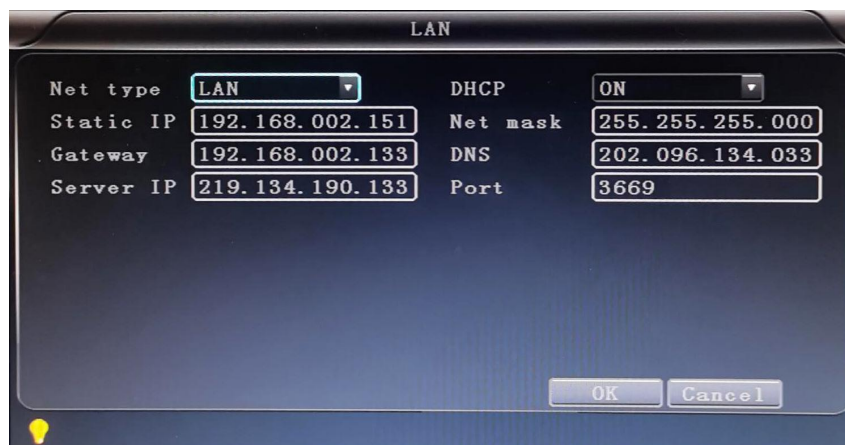 LAN
Net type LAN DHCP ON
Static IP 192.168.002.151 Net mask 255.255.255.000
Gateway 192.168.002.133 DNS 202.096.134.033
Server IP 219.134.190.133 Port 3669
OK Cancel